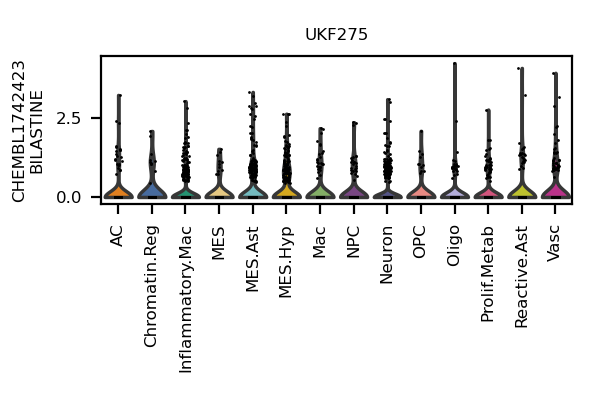 UKF275
CHEMBL1742423
BILASTINE
2.5
0.0
AC
Chromatin.Reg
Inflammatory.Mac
MES
MES.Ast
MES.Hyp
Mac
NPC
Neuron
OPC
Oligo
Prolif.Metab
Reactive.Ast
Vasc